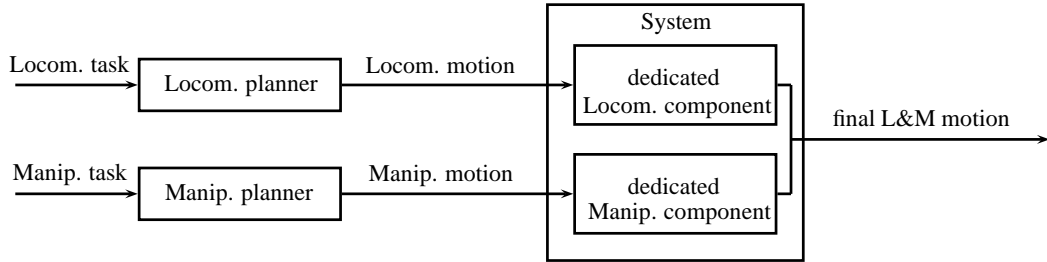 System
Locom. task
Locom. planner
Locom. motion
dedicated
Locom. component
final L&M motion
Manip. task
Manip. planner
Manip. motion
dedicated
Manip. component